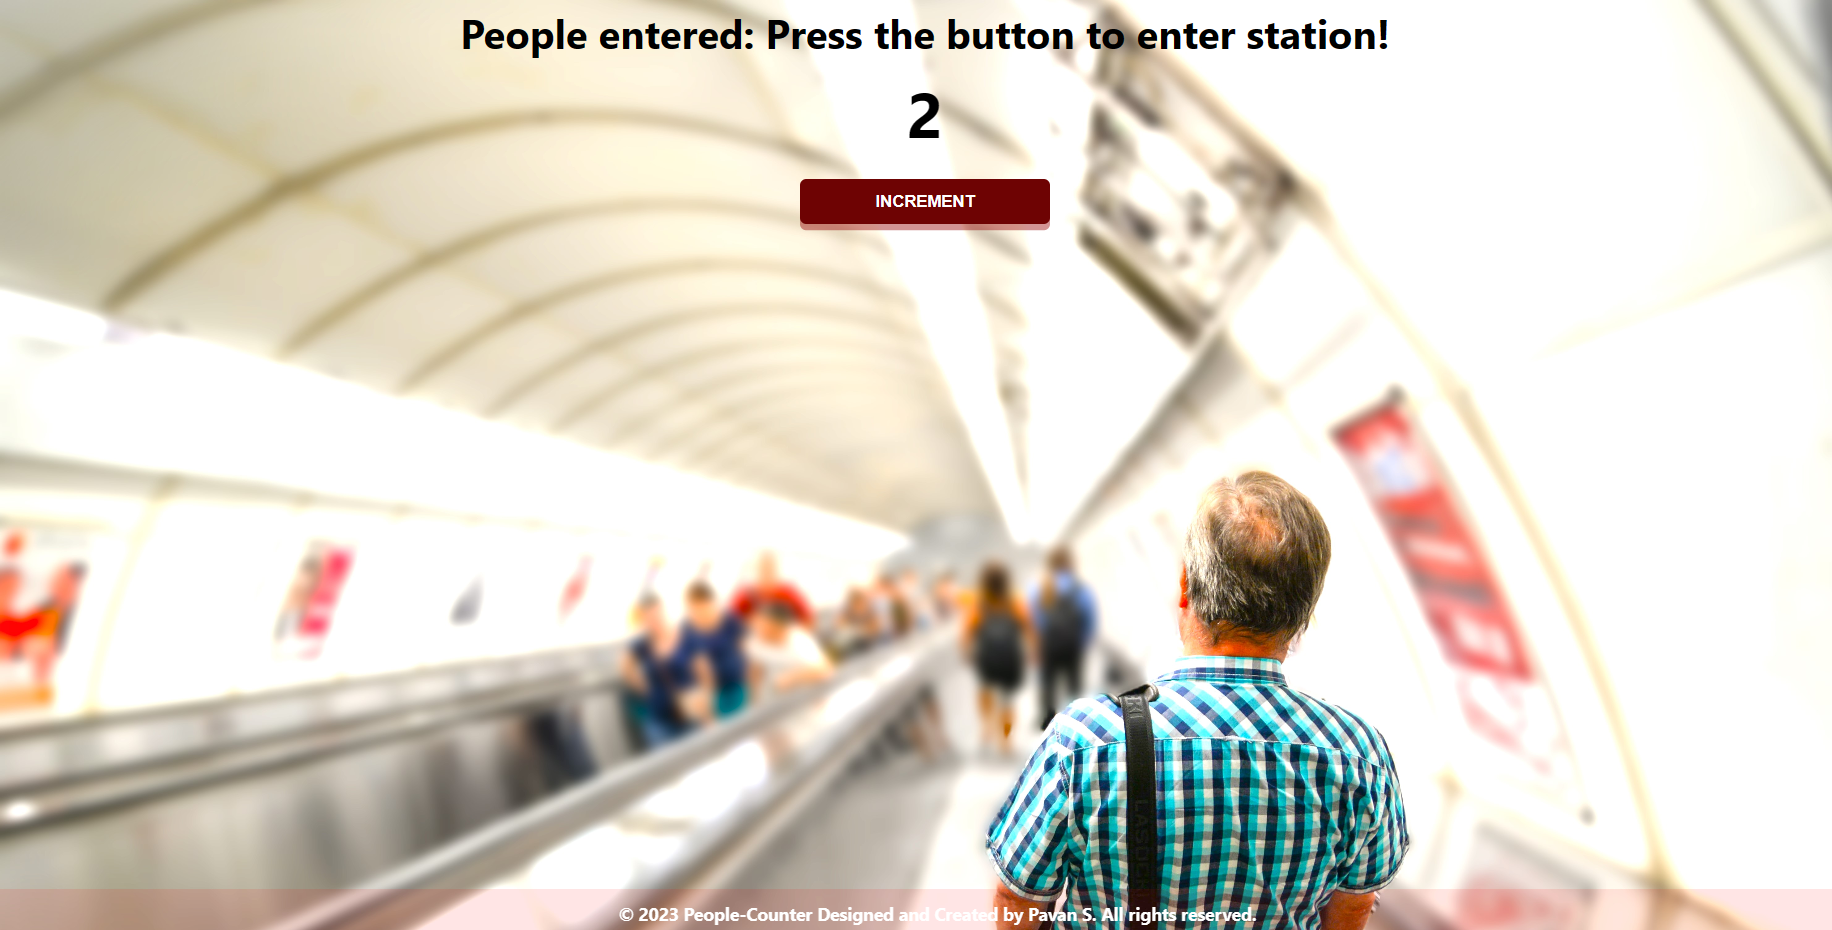 People entered: Press the button to enter station!
2
INCREMENT
© 2023 People-Counter Designed and Created by Pavan S. All rights reserved.